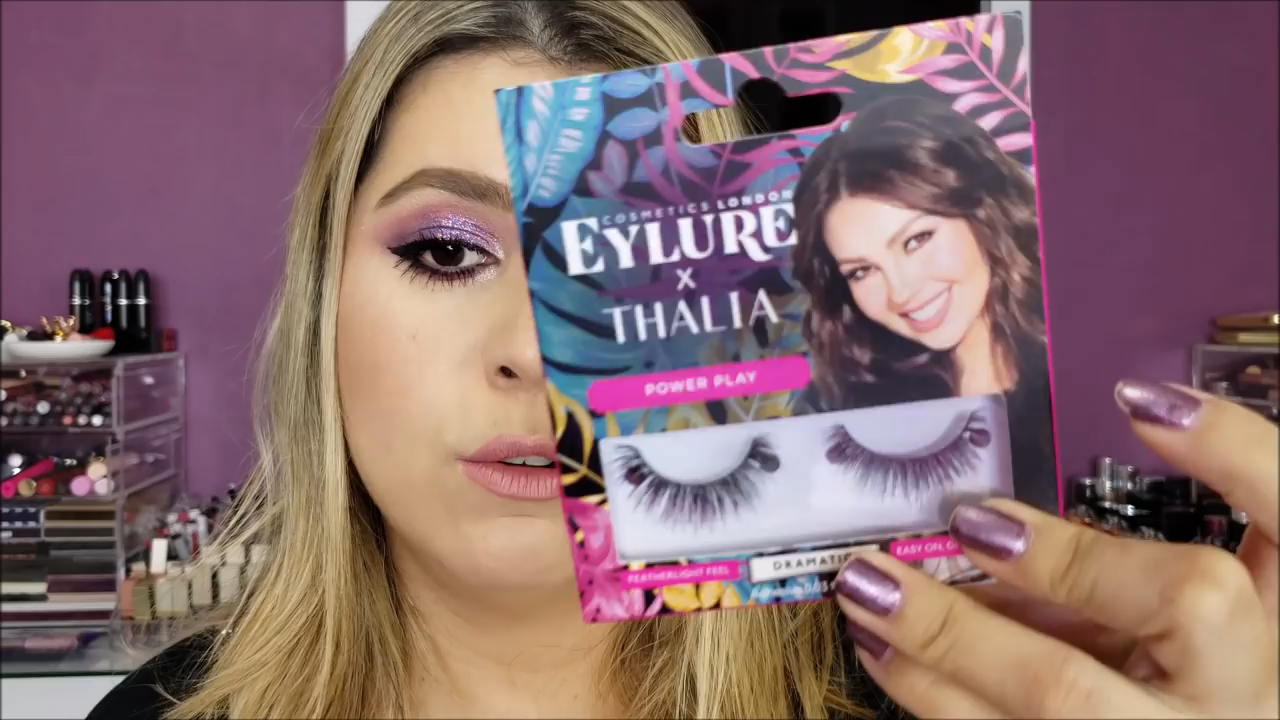 COSMETICS LONDON
EYLURE
X
THALIA
POWER PLAY
FEATHERLIGHT FEEL
DRAMATIC
EASY ON,